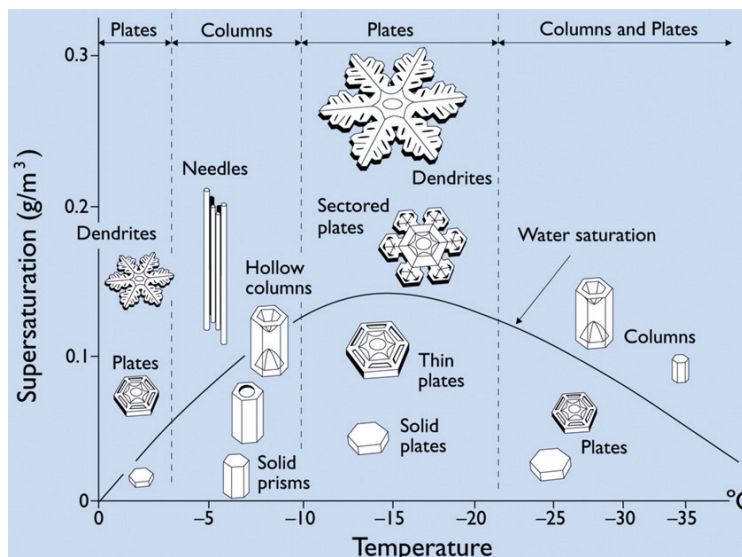 Plates
Columns
Plates
Columns and Plates
0.3
0.2
0.1
0
Supersaturation (g/m³)
Needles
Dendrites
Sectored
plates
Dendrites
Water saturation
Hollow
columns
Plates
Thin
plates
Columns
Solid
prisms
Solid
plates
Plates
0
–5
–10
–15
–20
–25
–30
–35
Temperature